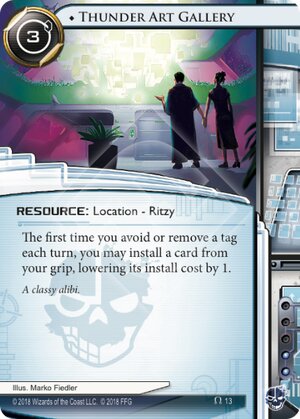 ♦ Thunder Art Gallery
3
RESOURCE: Location - Ritzy
The first time you avoid or remove a tag
each turn, you may install a card from
your grip, lowering its install cost by 1.
A classy alibi.
Illus. Marko Fiedler
© 2018 Wizards of the Coast LLC. © 2018 FFG
Ω 13